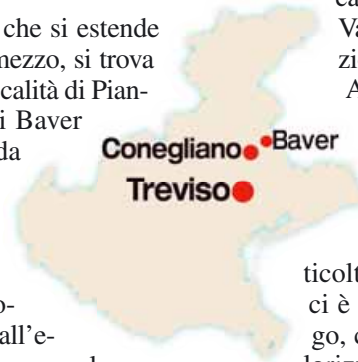 che si estende
mezzo, si trova
calità di Pian-
i Baver
da
all'e-
Va
zi
A
Conegliano
Baver
Treviso
ticolt
ci è
go, c